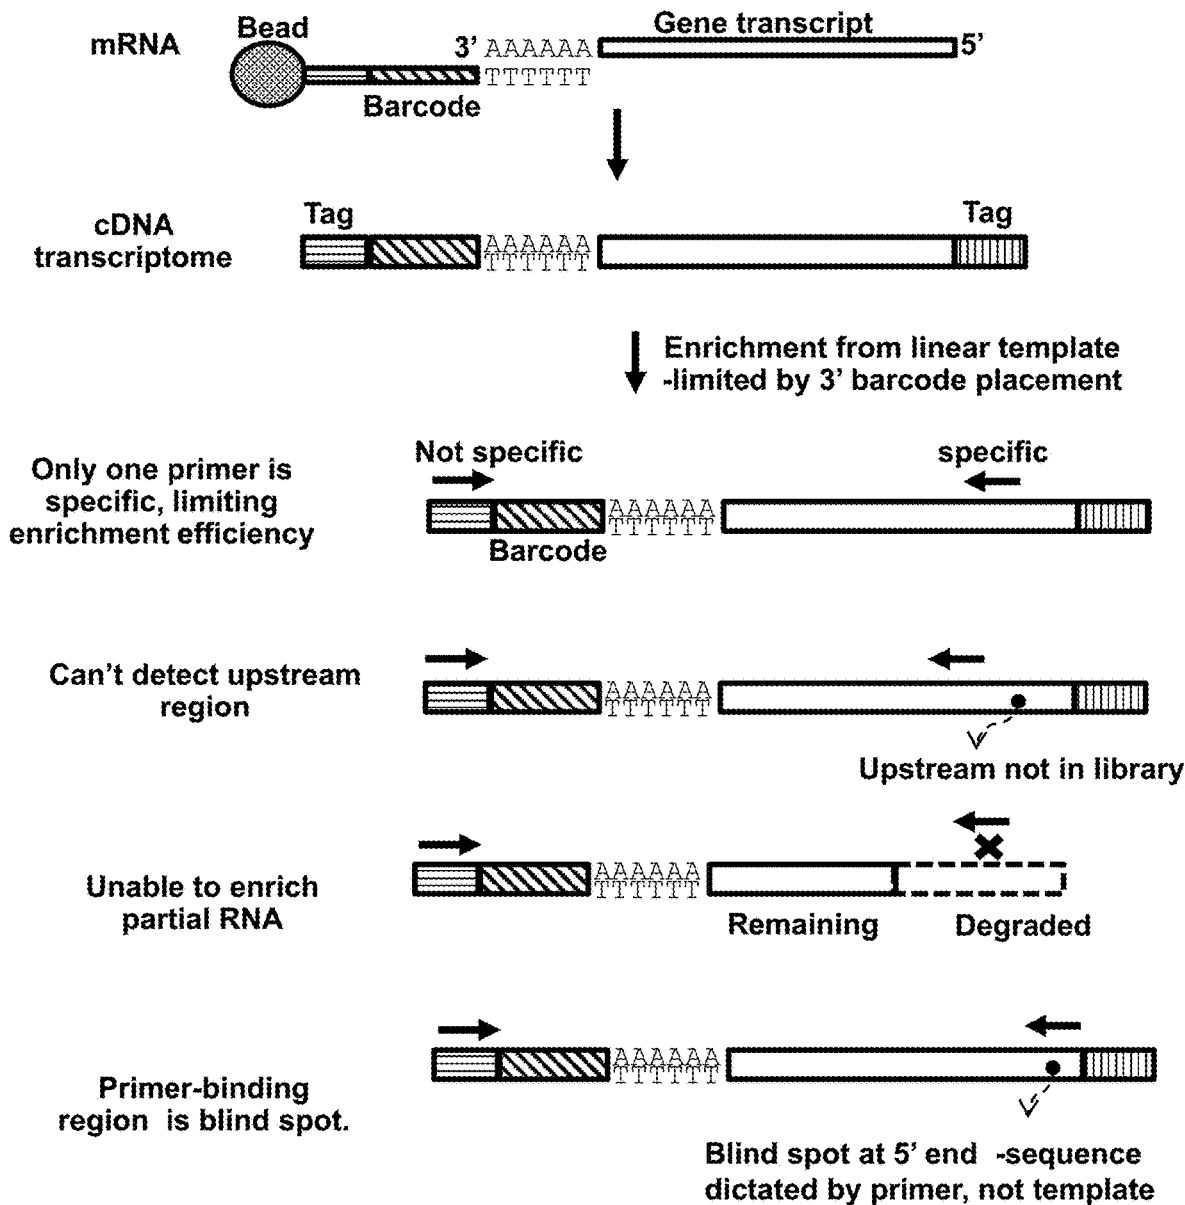 Bead
Gene transcript
mRNA
3’ AAAAAA 5’
TTTTTT
Barcode
Tag
Tag
cDNA
transcriptome
AAAAAA
TTTTTT
Enrichment from linear template
-limited by 3’ barcode placement
Not specific
specific
Only one primer is
specific, limiting
enrichment efficiency
AAAAAA
TTTTTT
Barcode
Can’t detect upstream
region
AAAAAA
TTTTTT
Upstream not in library
Unable to enrich
partial RNA
AAAAAA
TTTTTT
Remaining
Degraded
Primer-binding
region is blind spot.
AAAAAA
TTTTTT
Blind spot at 5’ end -sequence
dictated by primer, not template